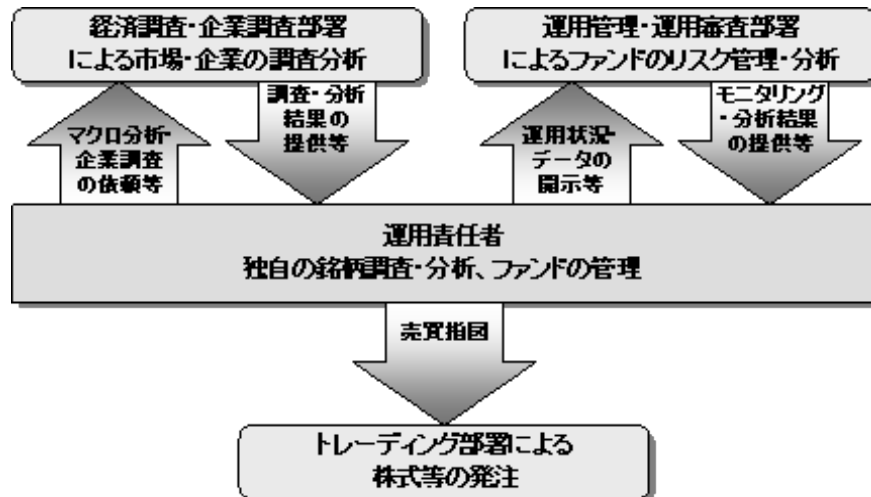 経済調査・企業調査部署
による市場・企業の調査分析
運用管理・運用審査部署
によるファンドのリスク管理・分析
マクロ分析・
企業調査
の依頼等
調査・分析
結果の
提供等
運用状況・
データの
開示等
モニタリング
・分析結果
の提供等
運用責任者
独自の銘柄調査・分析、ファンドの管理
売買指図
トレーディング部署による
株式等の発注